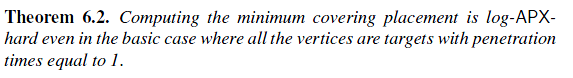 Theorem 6.2. Computing the minimum covering placement is log-APX-
hard even in the basic case where all the vertices are targets with penetration
times equal to 1.